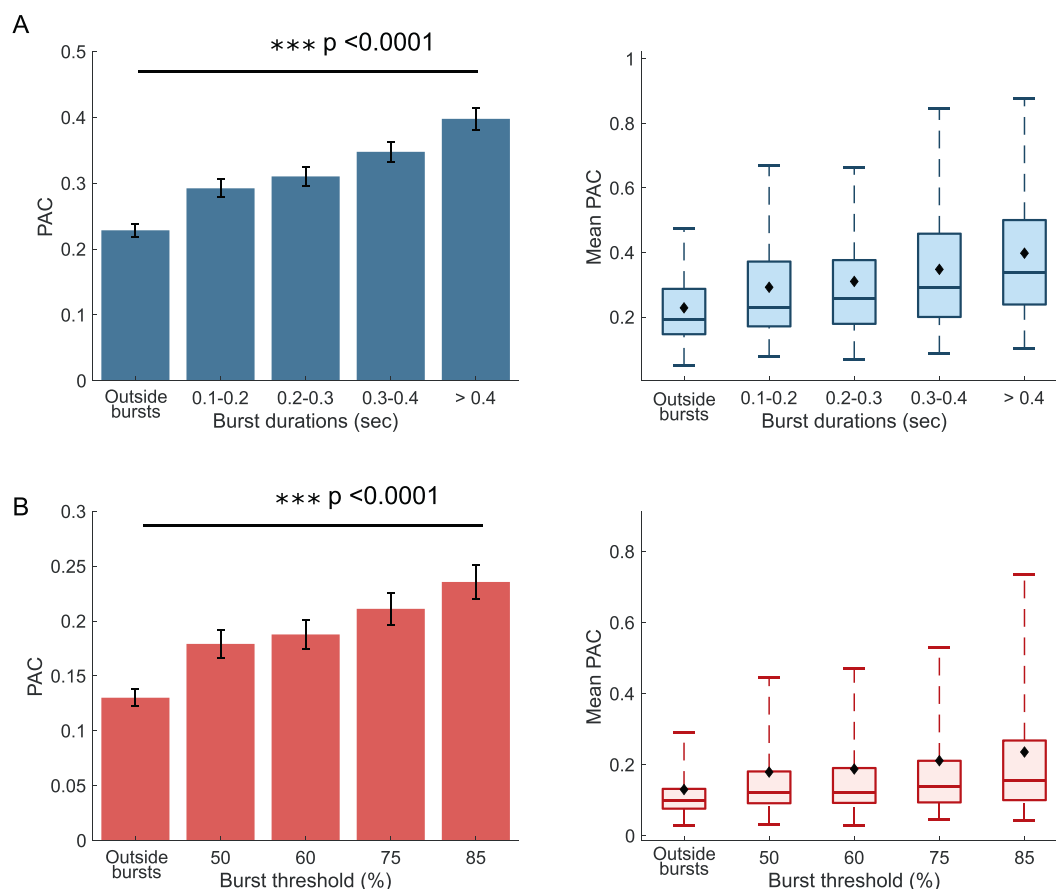 A
*** p <0.0001
0.5
0.4
0.3
0.2
0.1
0
PAC
Outside
bursts
0.1-0.2
0.2-0.3
0.3-0.4
> 0.4
Burst durations (sec)
1
0.8
0.6
0.4
0.2
Mean PAC
Outside
bursts
0.1-0.2
0.2-0.3
0.3-0.4
> 0.4
Burst durations (sec)
B
*** p <0.0001
0.3
0.25
0.2
0.15
0.1
0.05
0
PAC
Outside
bursts
50
60
75
85
Burst threshold (%)
0.8
0.6
0.4
0.2
0
Mean PAC
Outside
bursts
50
60
75
85
Burst threshold (%)